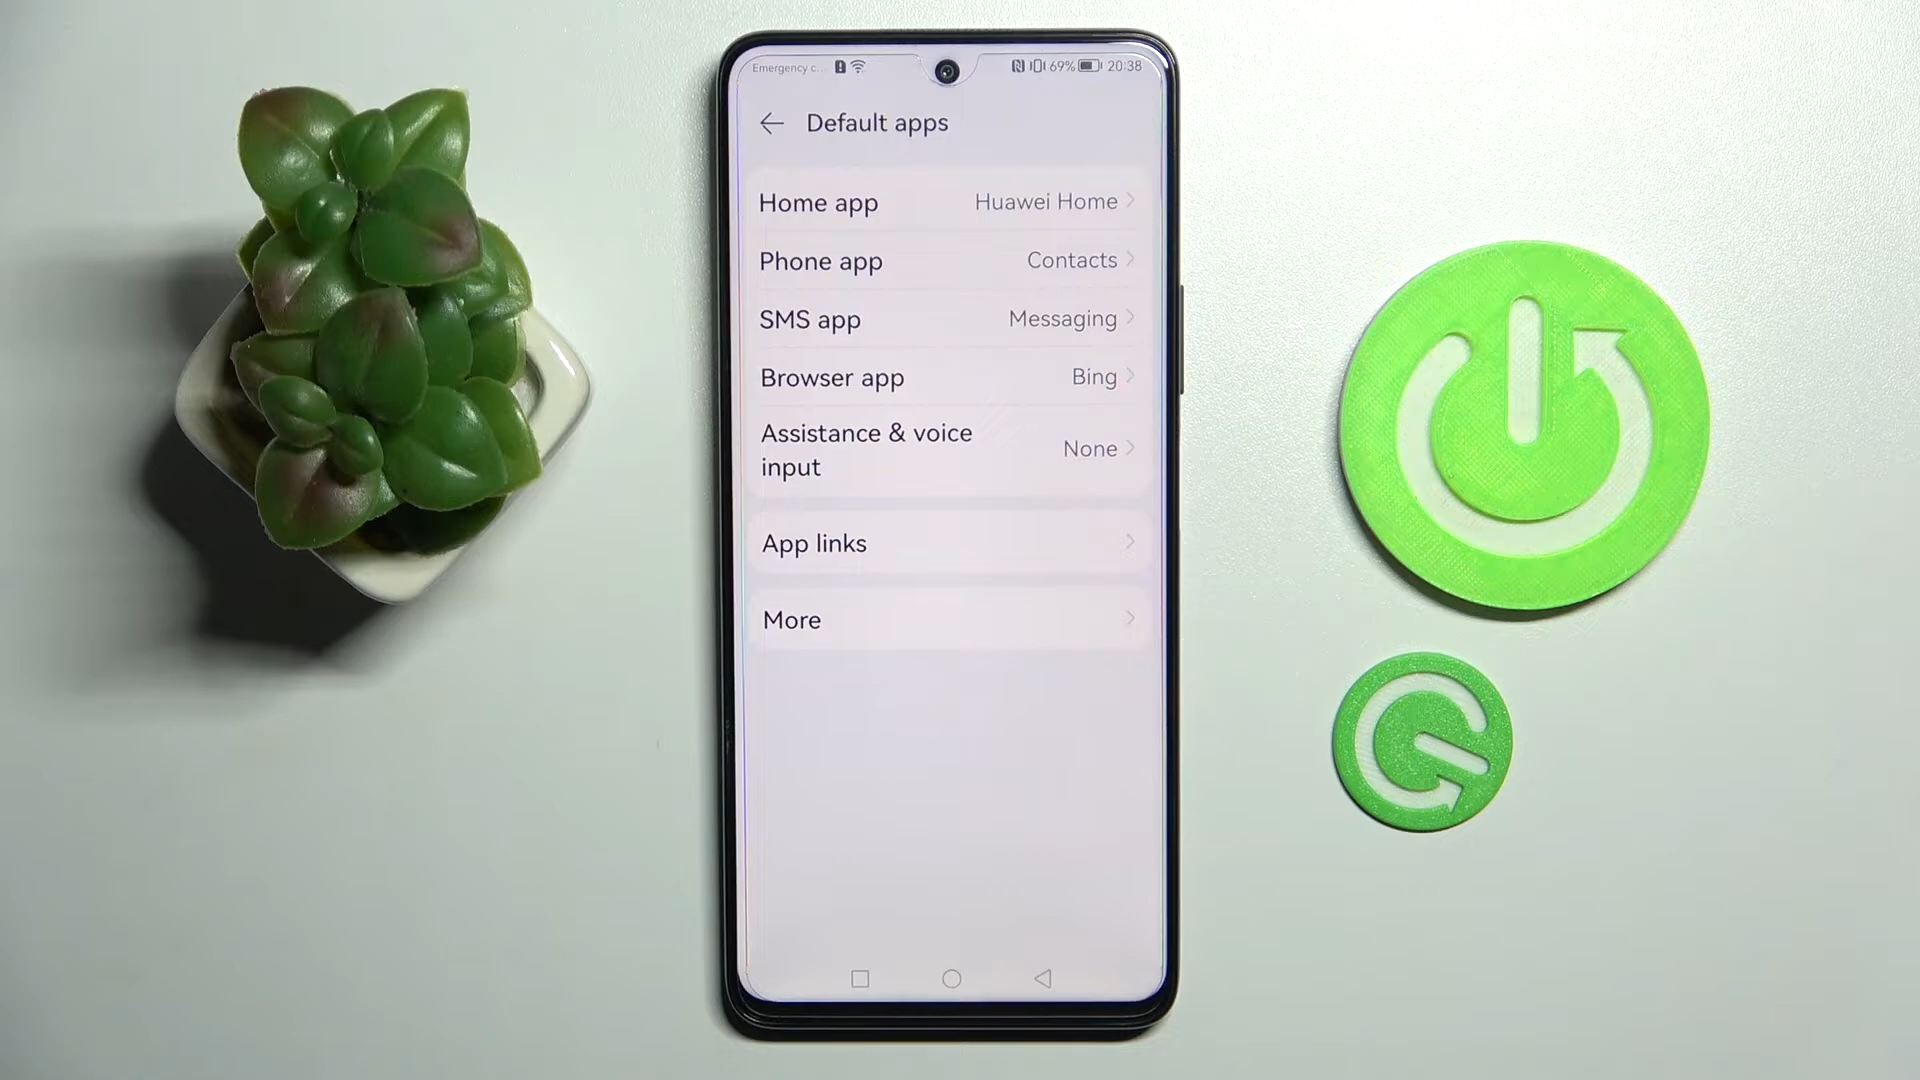 Emergency c... 69% 20:38
Default apps
Home app Huawei Home
Phone app Contacts
SMS app Messaging
Browser app Bing
Assistance & voice
input None
App links
More